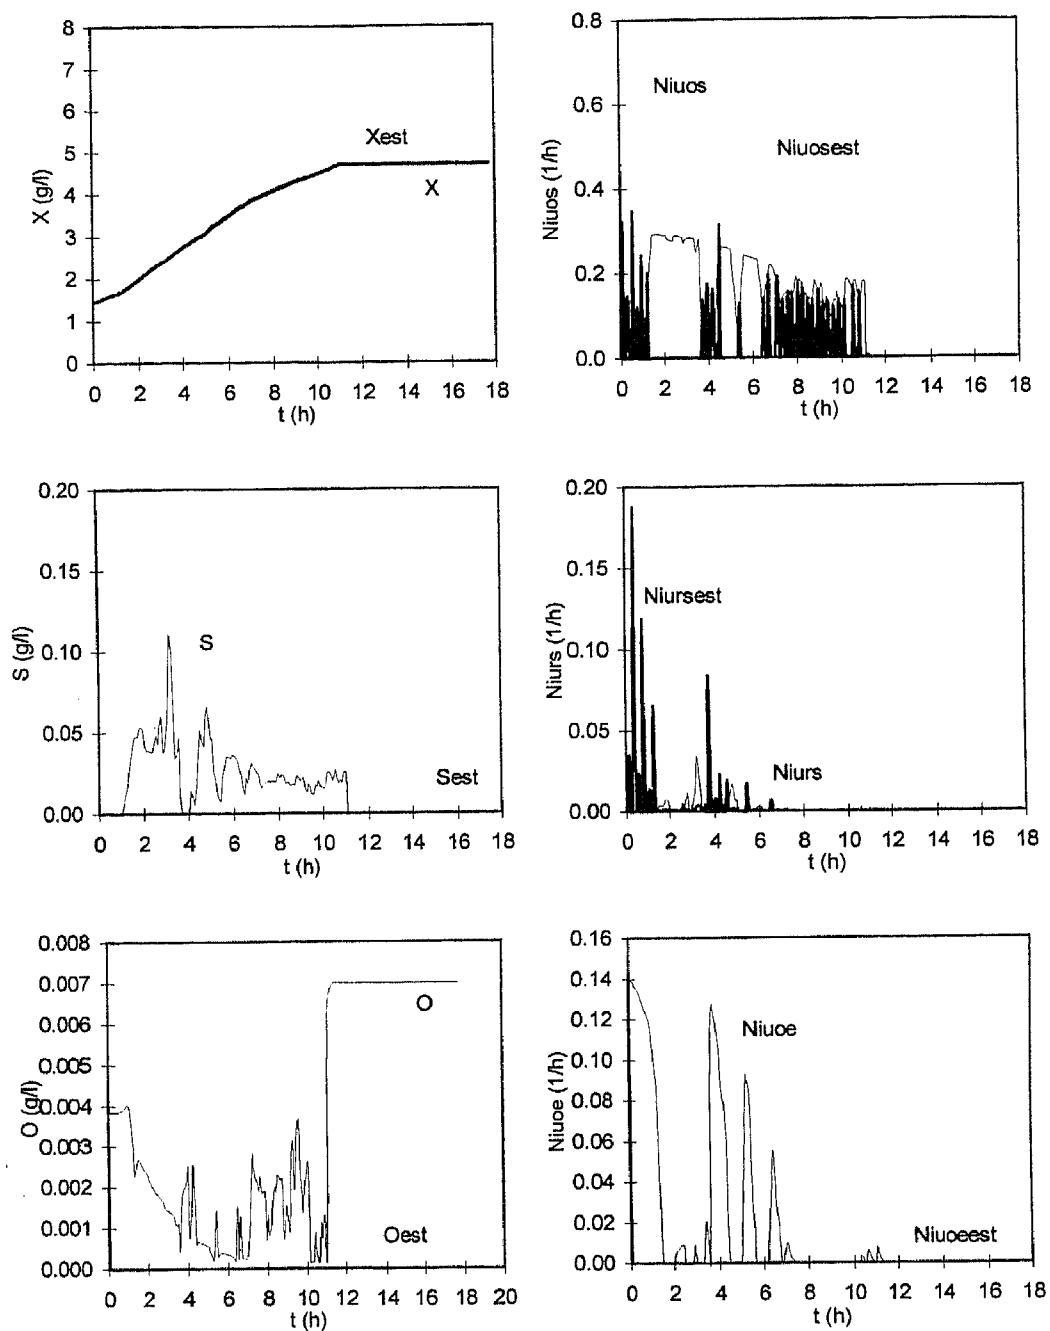 8
7
6
5
4
3
2
1
0
X (g/l)
Xest
X
0 2 4 6 8 10 12 14 16 18
t (h)
0.8
0.6
0.4
0.2
0.0
Niuos (1/h)
Niuos
Niuosest
0 2 4 6 8 10 12 14 16 18
t (h)
0.20
0.15
0.10
0.05
0.00
S (g/l)
S
Sest
0 2 4 6 8 10 12 14 16 18
t (h)
0.20
0.15
0.10
0.05
0.00
Niurs (1/h)
Niursest
Niurs
0 2 4 6 8 10 12 14 16 18
t (h)
0.008
0.007
0.006
0.005
0.004
0.003
0.002
0.001
0.000
O (g/l)
O
Oest
0 2 4 6 8 10 12 14 16 18 20
t (h)
0.16
0.14
0.12
0.10
0.08
0.06
0.04
0.02
0.00
Niuoe (1/h)
Niuoe
Niuoeest
0 2 4 6 8 10 12 14 16 18
t (h)